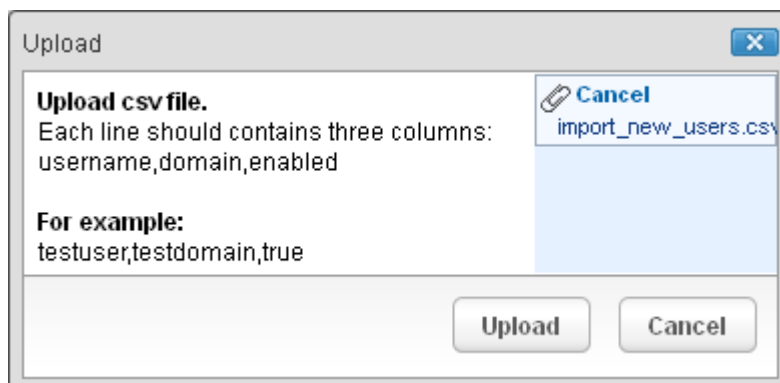 Upload
Upload csv file.
Each line should contains three columns:
username,domain,enabled
For example:
testuser,testdomain,true
Cancel
import_new_users.csv
Upload
Cancel